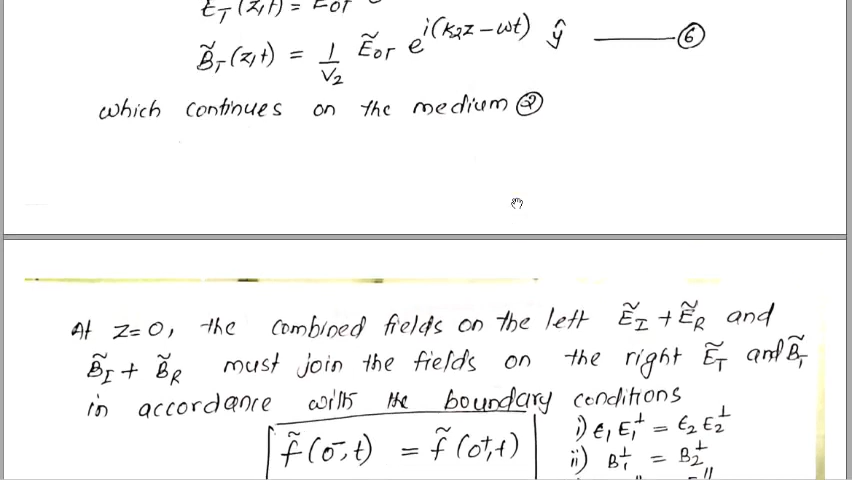 Ẽ_T(z,t) = Ẽ_0T
B̃_T(z,t) = 1/V₂ Ẽ_0T e^{i(k₂z − ωt)} ŷ ——— ⑥
which continues on the medium ②
At z=0, the combined fields on the left Ẽ_I + Ẽ_R and
B̃_I + B̃_R must join the fields on the right Ẽ_T and B̃_T
in accordance with the boundary conditions
f̃(0⁻,t) = f̃(0⁺,t)
i) ϵ₁ E₁^⊥ = ϵ₂ E₂^⊥
ii) B₁^⊥ = B₂^⊥